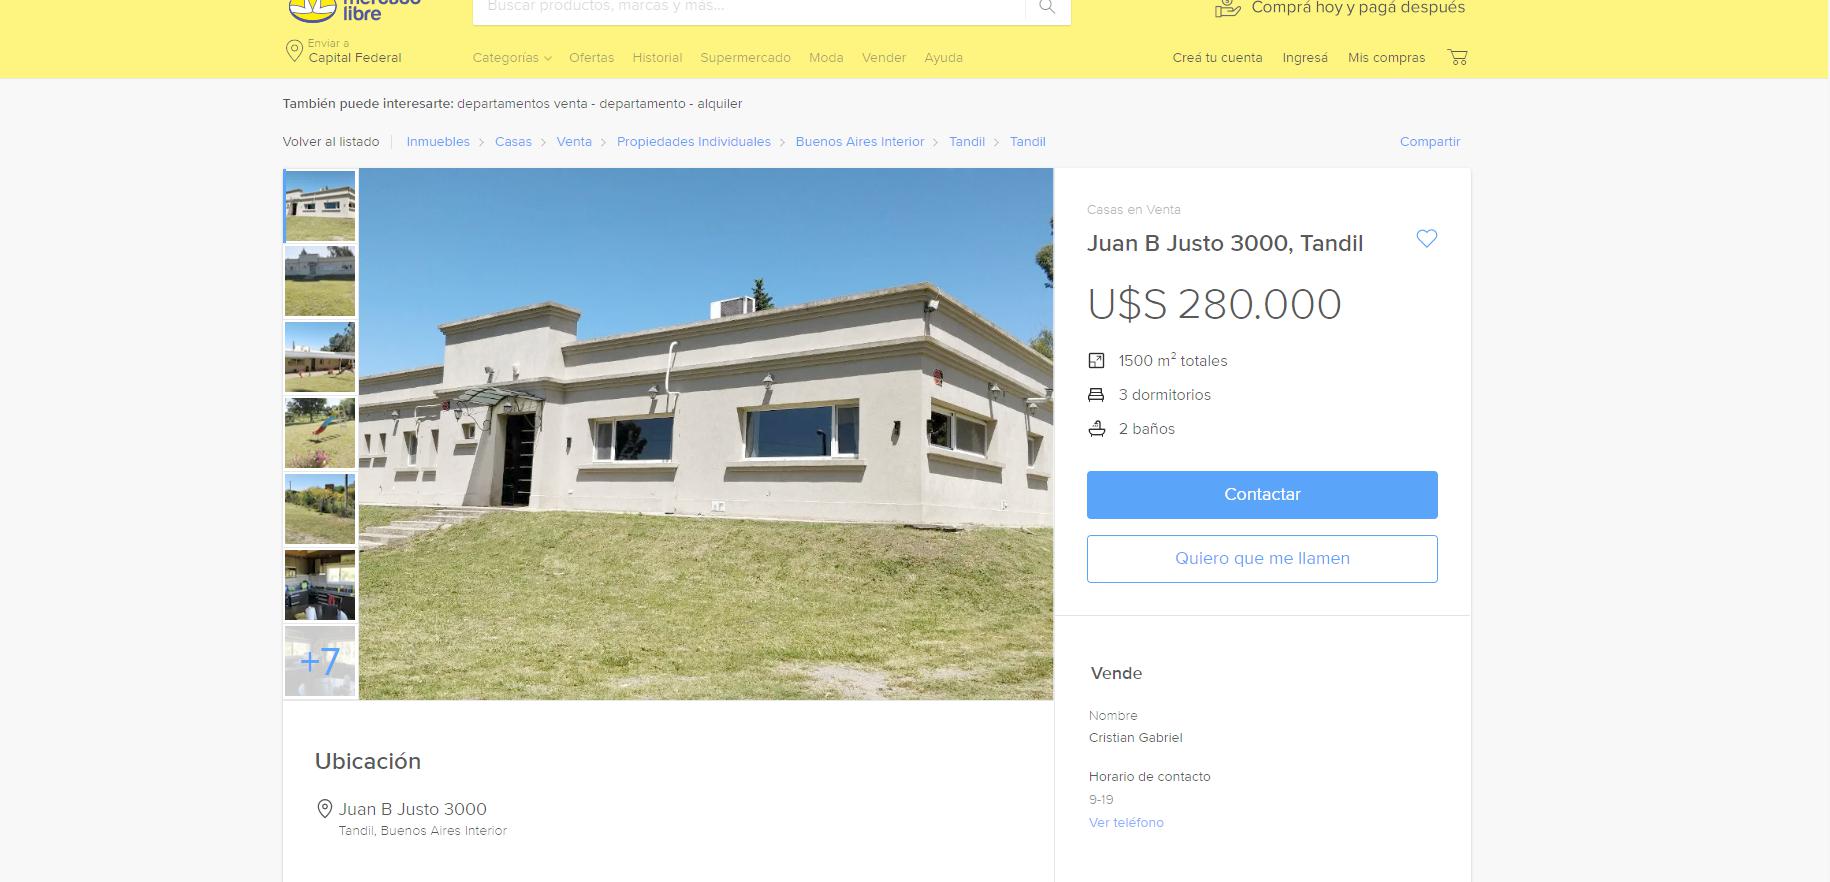 mercado
libre
Buscar productos, marcas y más...
Comprá hoy y pagá después
Enviar a
Capital Federal
Categorías
Ofertas
Historial
Supermercado
Moda
Vender
Ayuda
Creá tu cuenta
Ingresá
Mis compras
También puede interesarte: departamentos venta - departamento - alquiler
Volver al listado
Inmuebles > Casas > Venta > Propiedades Individuales > Buenos Aires Interior > Tandil > Tandil
Compartir
Casas en Venta
Juan B Justo 3000, Tandil
U$S 280.000
1500 m² totales
3 dormitorios
2 baños
Contactar
Quiero que me llamen
+7
Vende
Nombre
Cristian Gabriel
Horario de contacto
9-19
Ver teléfono
Ubicación
Juan B Justo 3000
Tandil, Buenos Aires Interior